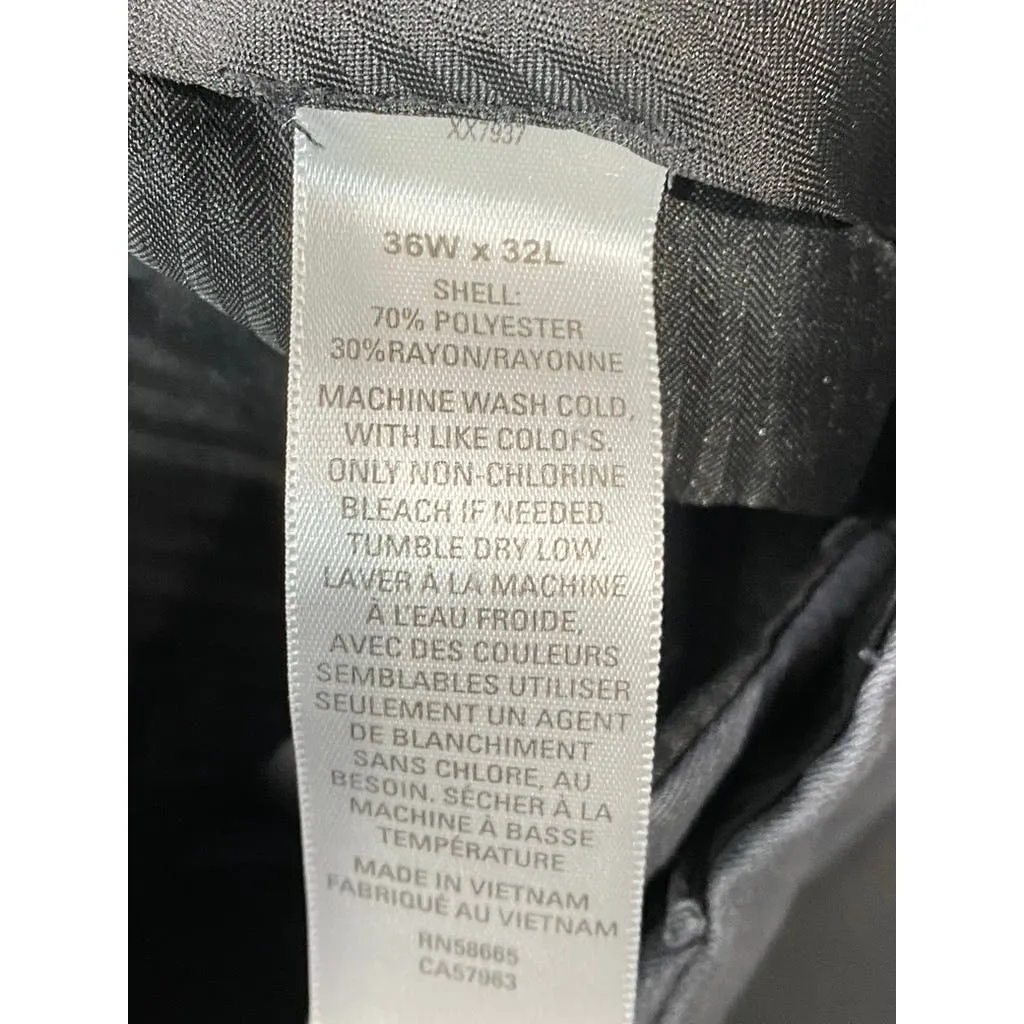 XX7937
36W x 32L
SHELL:
70% POLYESTER
30%RAYON/RAYONNE
MACHINE WASH COLD,
WITH LIKE COLORS.
ONLY NON-CHLORINE
BLEACH IF NEEDED.
TUMBLE DRY LOW.
LAVER À LA MACHINE
À L'EAU FROIDE,
AVEC DES COULEURS
SEMBLABLES UTILISER
SEULEMENT UN AGENT
DE BLANCHIMENT
SANS CHLORE, AU
BESOIN. SÉCHER À LA
MACHINE À BASSE
TEMPÉRATURE
MADE IN VIETNAM
FABRIQUÉ AU VIETNAM
RN58665
CA57963